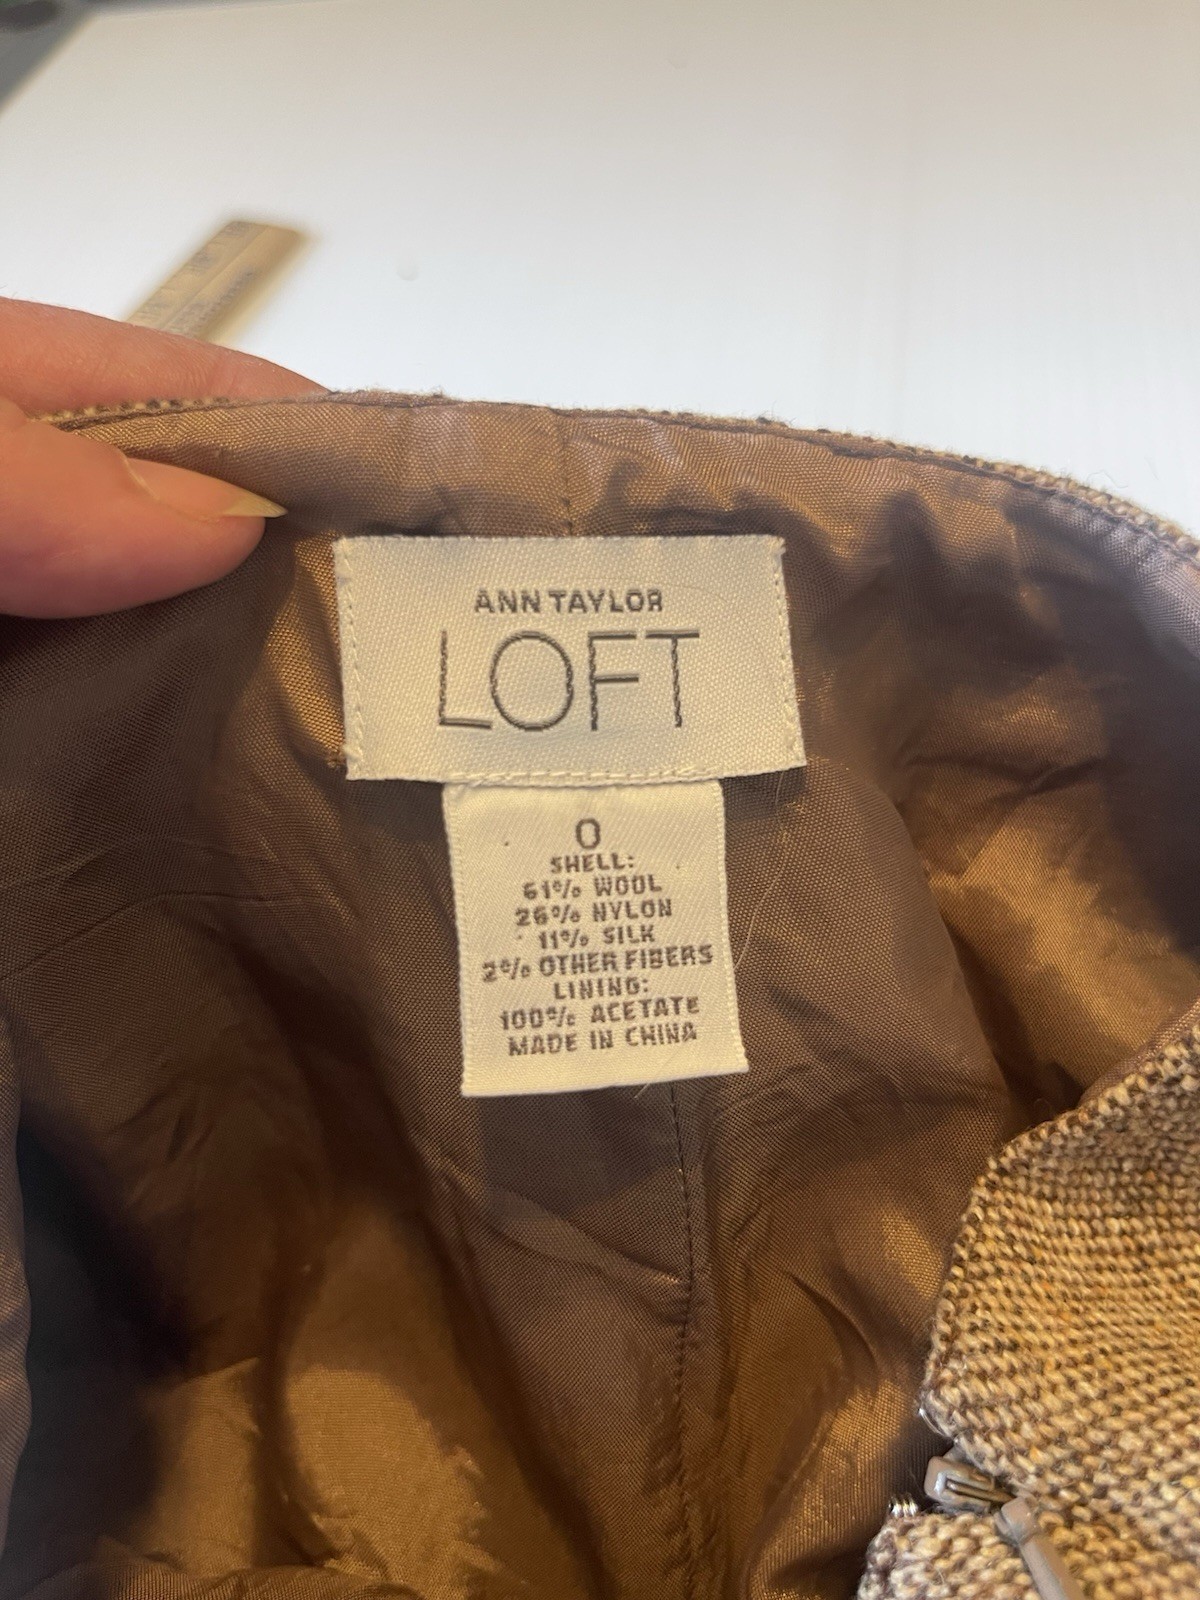 ANN TAYLOR
LOFT
0
SHELL:
61% WOOL
26% NYLON
11% SILK
2% OTHER FIBERS
LINING:
100% ACETATE
MADE IN CHINA